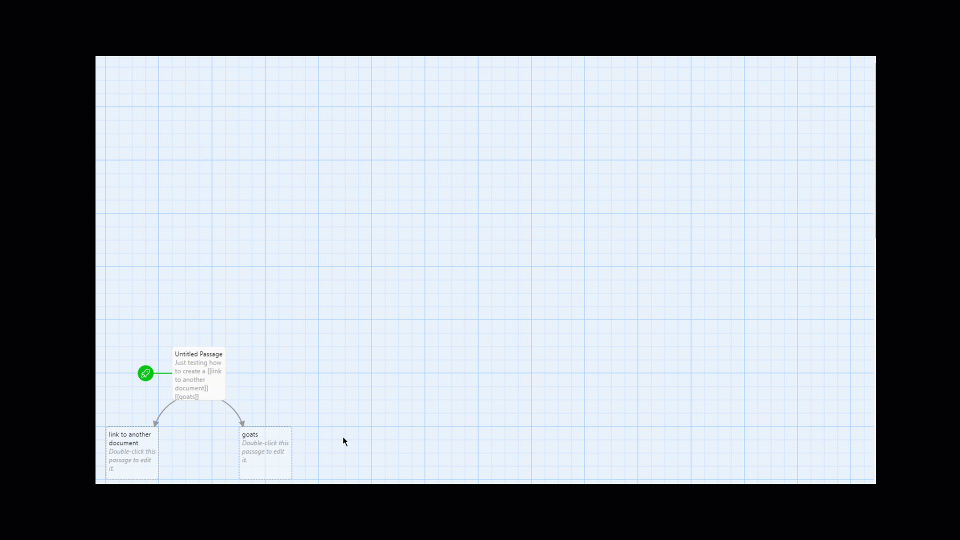 Untitled Passage
Just testing how
to create a [[link
to another
document]]
[[goats]]
link to another
document
Double-click this
passage to edit
it.
goats
Double-click this
passage to edit
it.